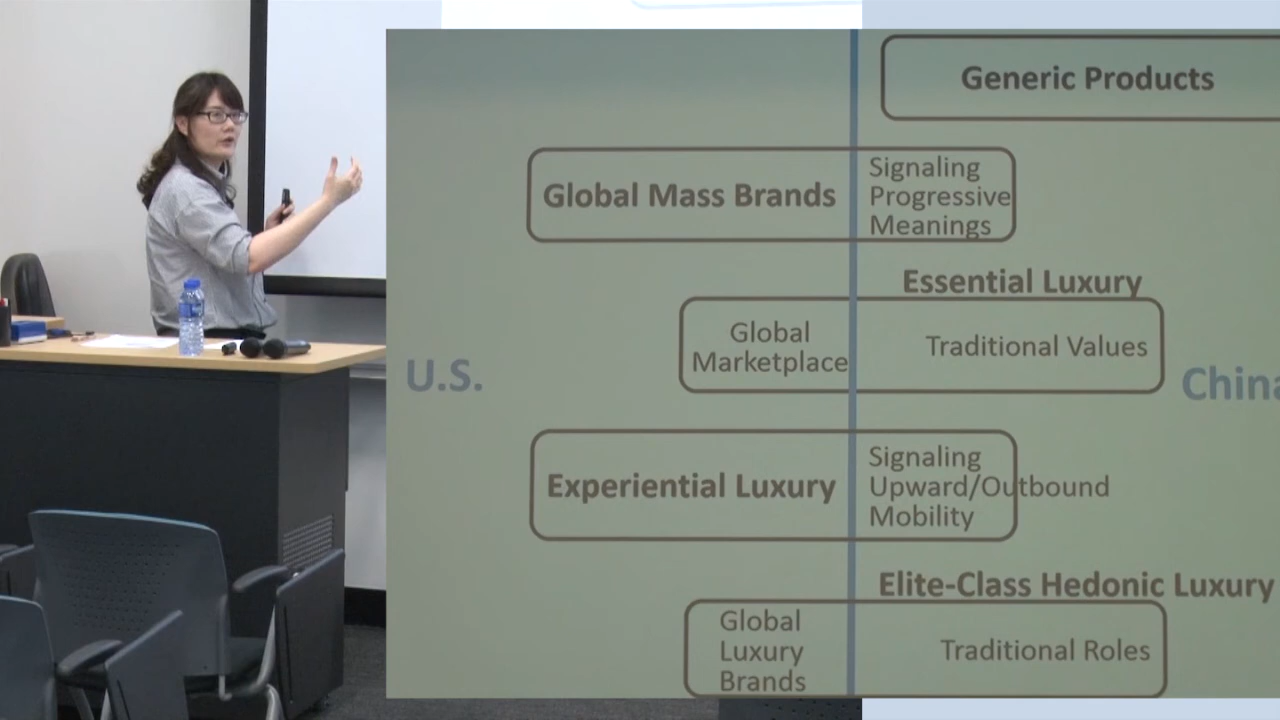 Generic Products
Global Mass Brands
Signaling
Progressive
Meanings
Essential Luxury
Global
Marketplace
Traditional Values
U.S.
China
Experiential Luxury
Signaling
Upward/Outbound
Mobility
Elite-Class Hedonic Luxury
Global
Luxury
Brands
Traditional Roles